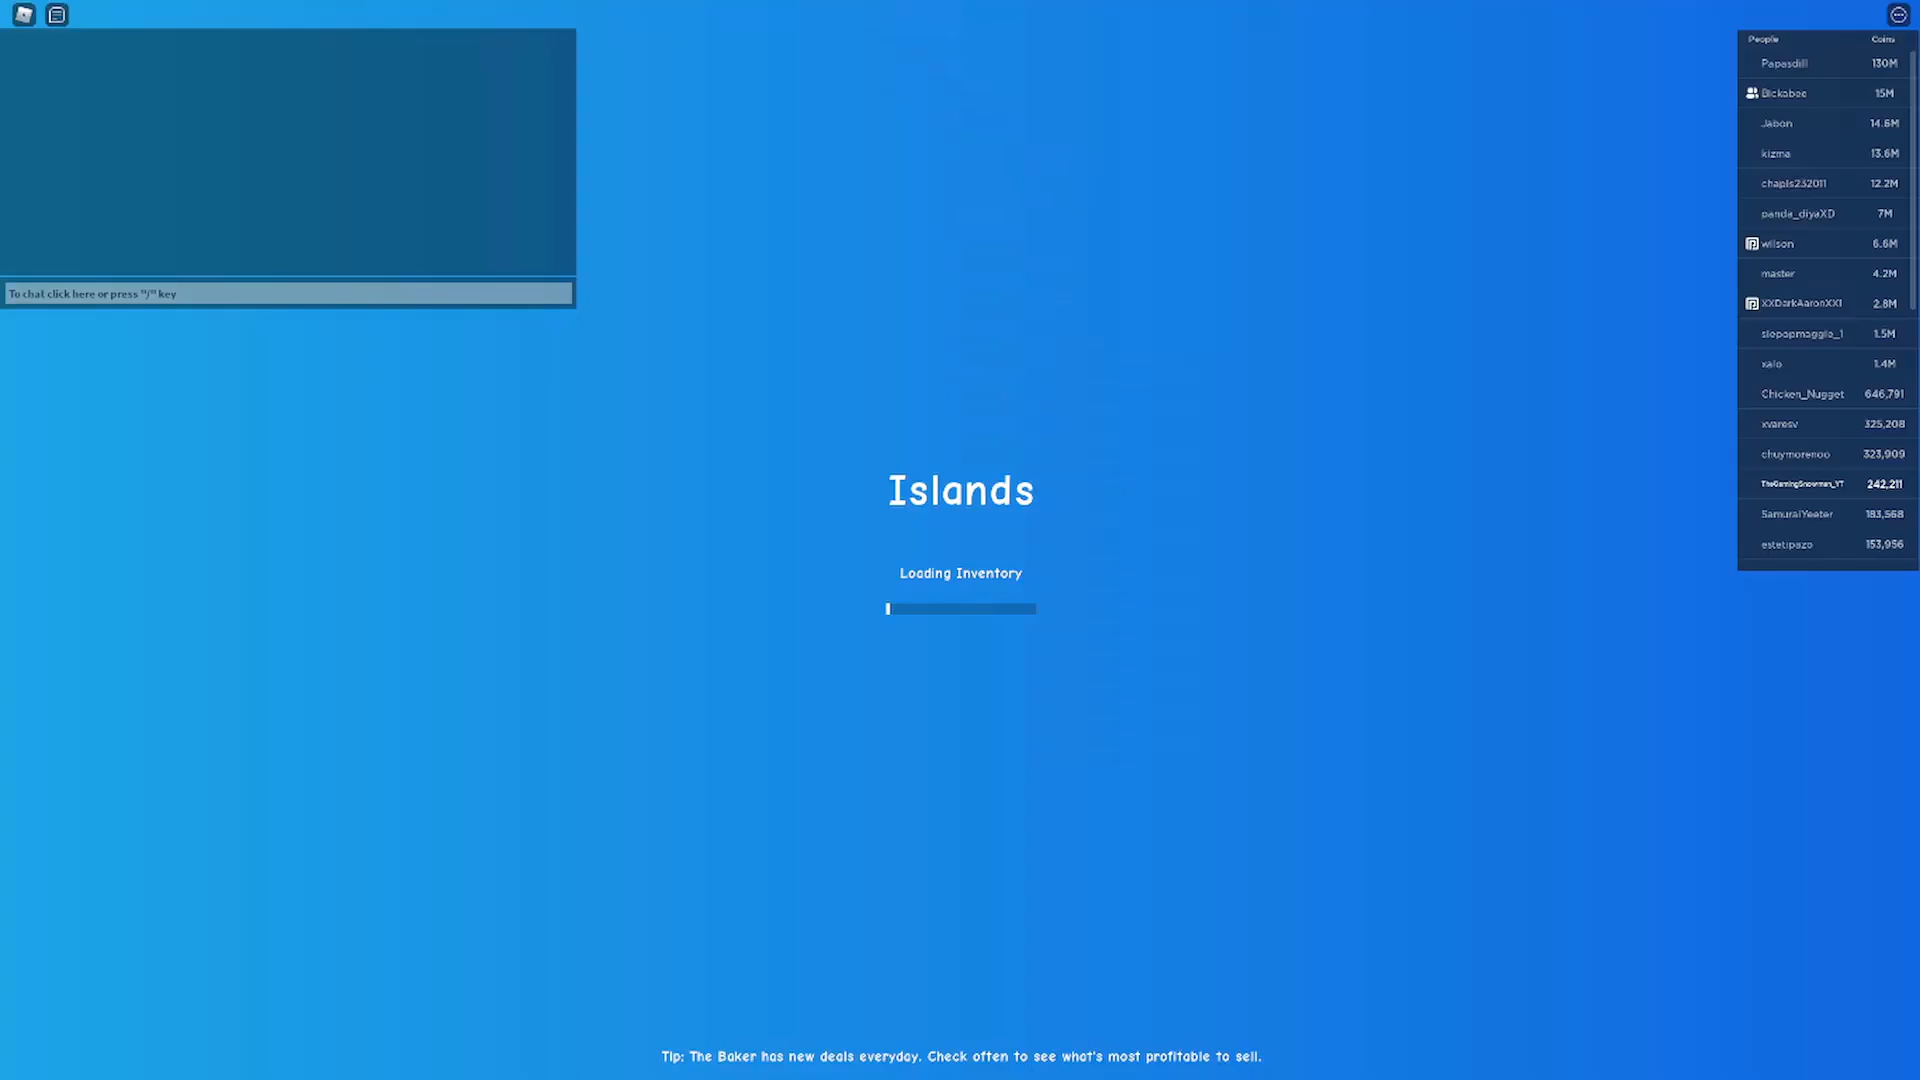 To chat click here or press "/" key
People Coins
Papasdill 130M
Bickabee 15M
Jabon 14.6M
kizma 13.6M
chapis232011 12.2M
panda_diyaXD 7M
wilson 6.6M
master 4.2M
XXDarkAaronXX1 2.8M
slepopmaggie_1 1.5M
xalo 1.4M
Chicken_Nugget 646,791
xvaresv 325,208
chuymorenoo 323,909
TheGamingSnowman_YT 242,211
SamuraiYeeter 183,568
estetipazo 153,956
Islands
Loading Inventory
Tip: The Baker has new deals everyday. Check often to see what's most profitable to sell.